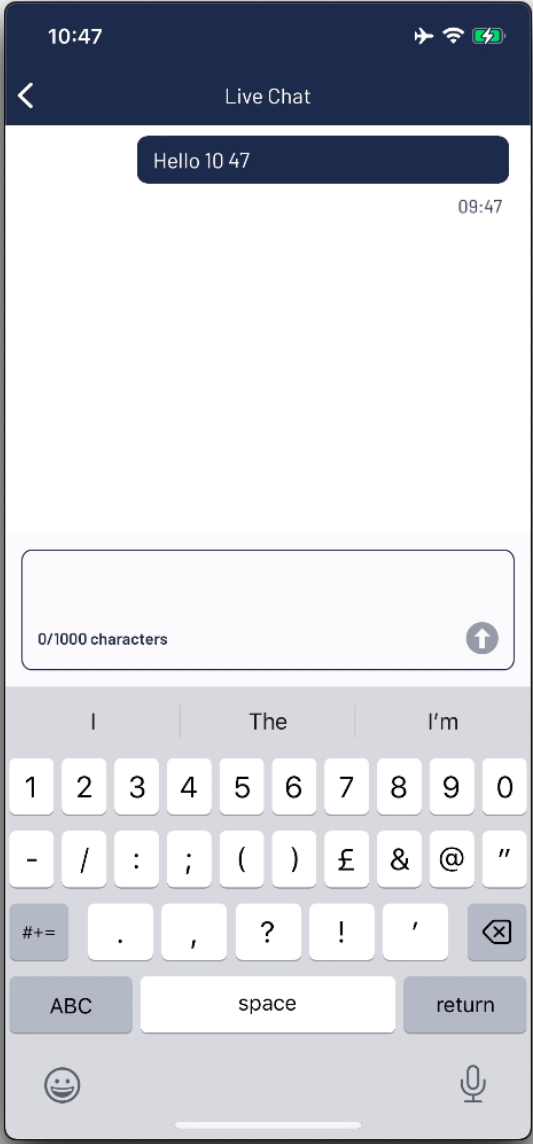 10:47
Live Chat
Hello 10 47
09:47
0/1000 characters
I The I'm
1 2 3 4 5 6 7 8 9 0
- / : ; ( ) £ & @ "
#+= . , ? ! '
ABC space return